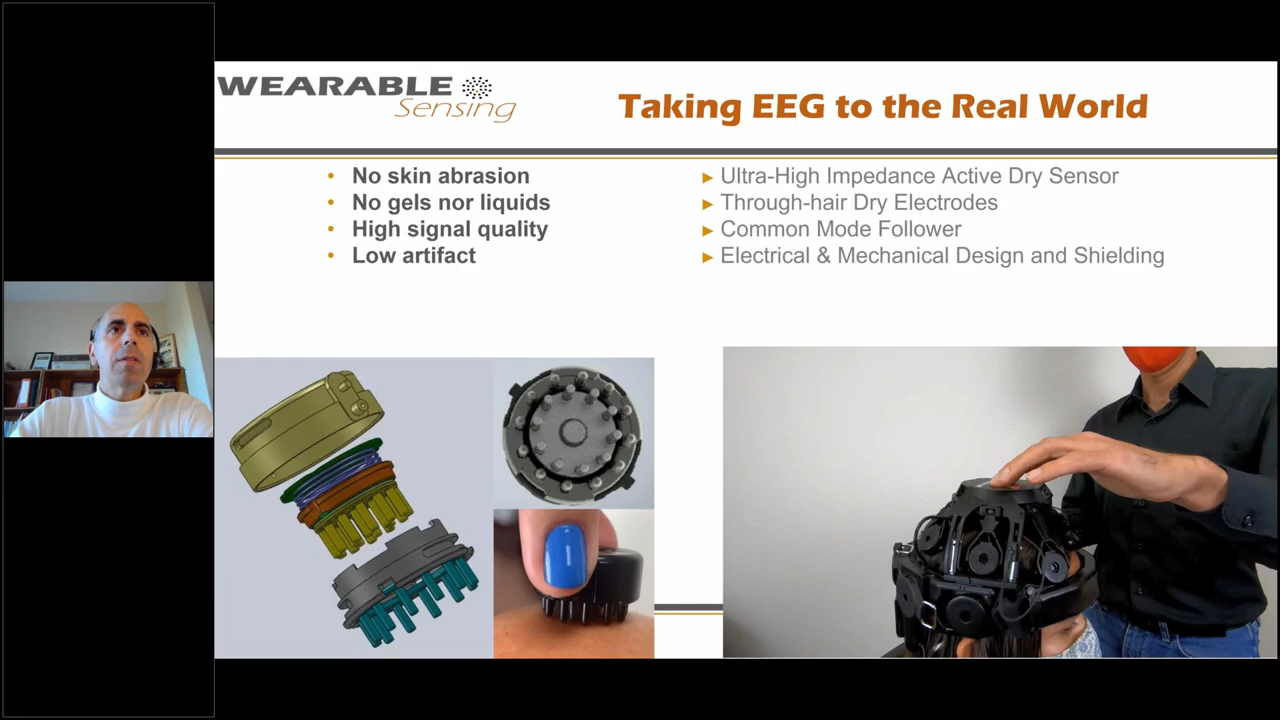 WEARABLE
Sensing
Taking EEG to the Real World
• No skin abrasion
• No gels nor liquids
• High signal quality
• Low artifact
► Ultra-High Impedance Active Dry Sensor
► Through-hair Dry Electrodes
► Common Mode Follower
► Electrical & Mechanical Design and Shielding